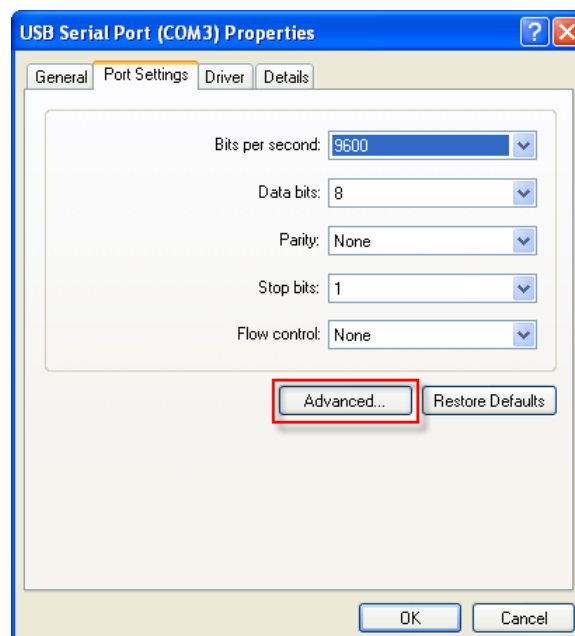 USB Serial Port (COM3) Properties
General Port Settings Driver Details
Bits per second: 9600
Data bits: 8
Parity: None
Stop bits: 1
Flow control: None
Advanced... Restore Defaults
OK Cancel